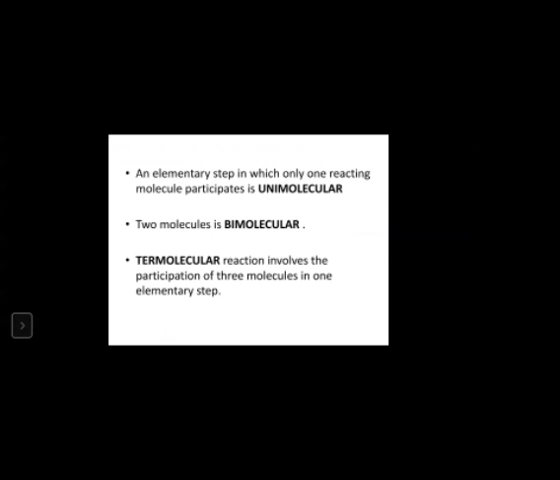 • An elementary step in which only one reacting
molecule participates is UNIMOLECULAR
• Two molecules is BIMOLECULAR .
• TERMOLECULAR reaction involves the
participation of three molecules in one
elementary step.